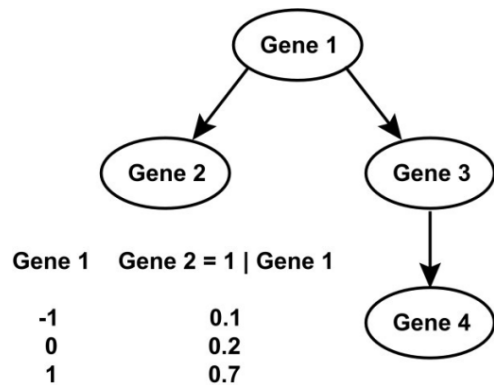 Gene 1
Gene 2
Gene 3
Gene 1 Gene 2 = 1 | Gene 1
-1 0.1
0 0.2
1 0.7
Gene 4